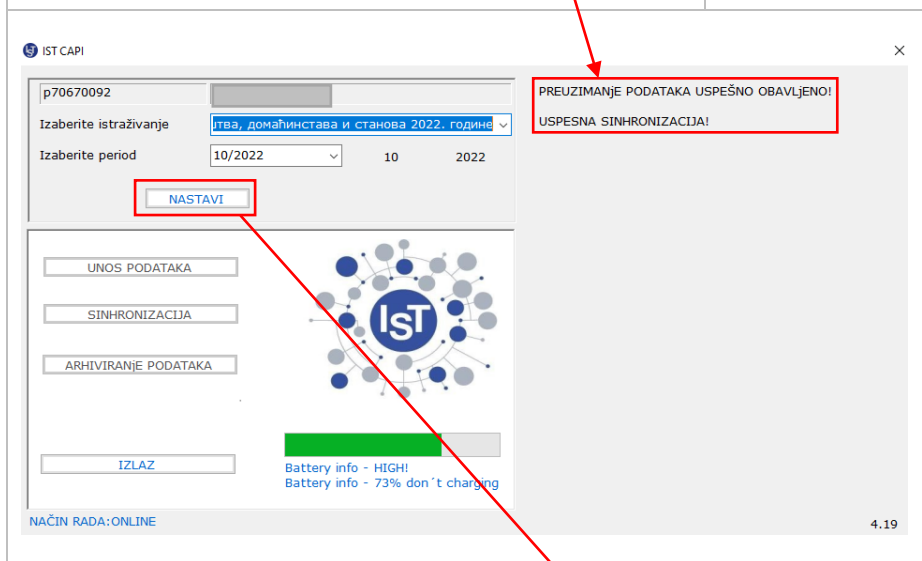 IST CAPI
p70670092
Izaberite istraživanje
домаћинстава и станова 2022. године
Izaberite period
10/2022
10
2022
NASTAVI
PREUZIMANjE PODATAKA USPEŠNO OBAVLjENO!
USPESNA SINHRONIZACIJA!
UNOS PODATAKA
SINHRONIZACIJA
ARHIVIRANjE PODATAKA
IZLAZ
IST
Battery info - HIGH!
Battery info - 73% don´t charging
NAČIN RADA:ONLINE
4.19